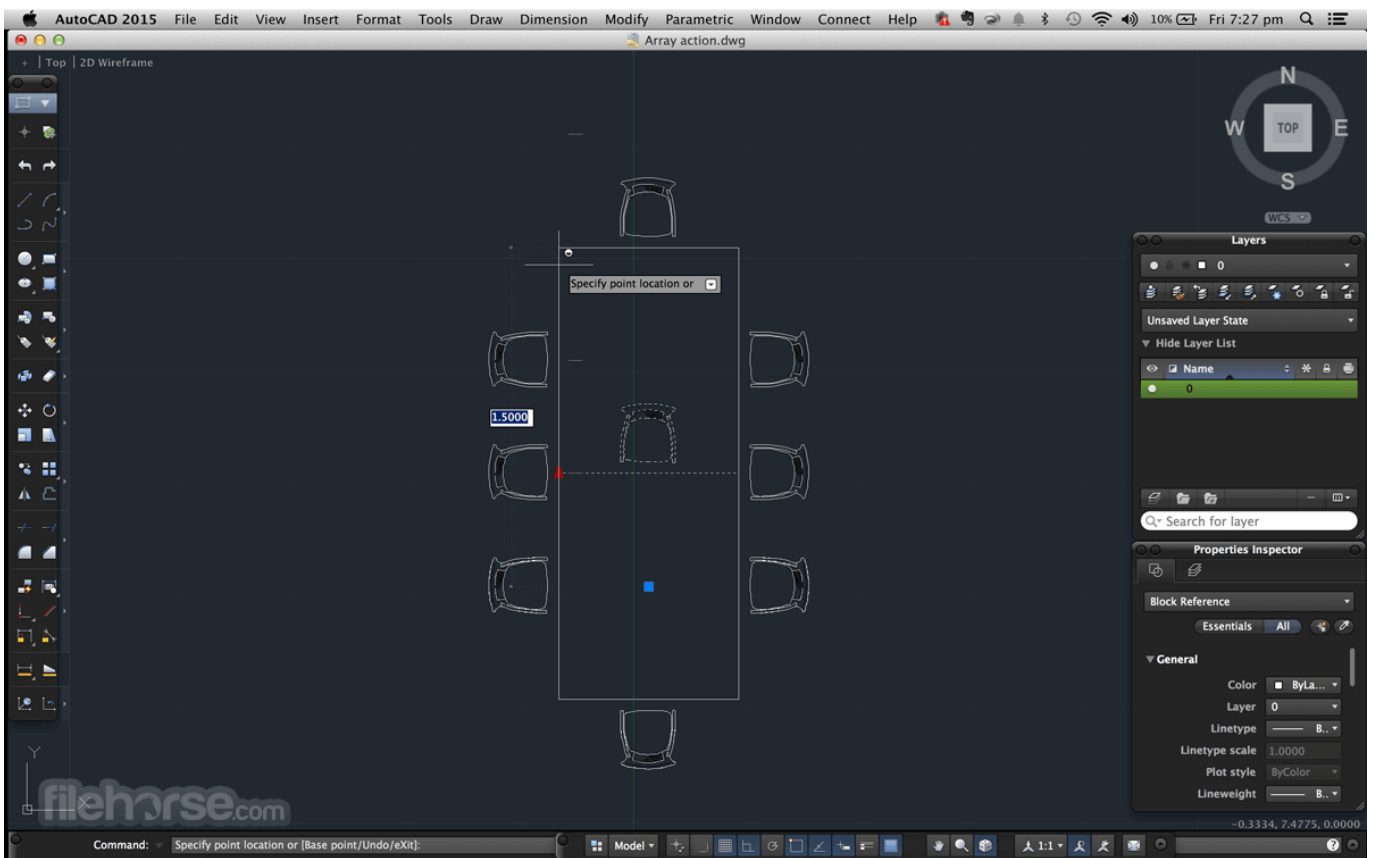 AutoCAD 2015 File Edit View Insert Format Tools Draw Dimension Modify Parametric Window Connect Help 10% Fri 7:27 pm
Array action.dwg
+ | Top | 2D Wireframe
N
W TOP E
S
WCS
Layers
0
Specify point location or
Unsaved Layer State
Hide Layer List
Name
0
1.5000
Search for layer
Properties Inspector
Block Reference
Essentials All
General
Color ByLa...
Layer 0
Linetype B..
Linetype scale 1.0000
Plot style ByColor
Lineweight B..
Y
X
filehorse.com
-0.3334, 7.4775, 0.0000
Command: Specify point location or [Base point/Undo/eXit]: Model 1:1 ?